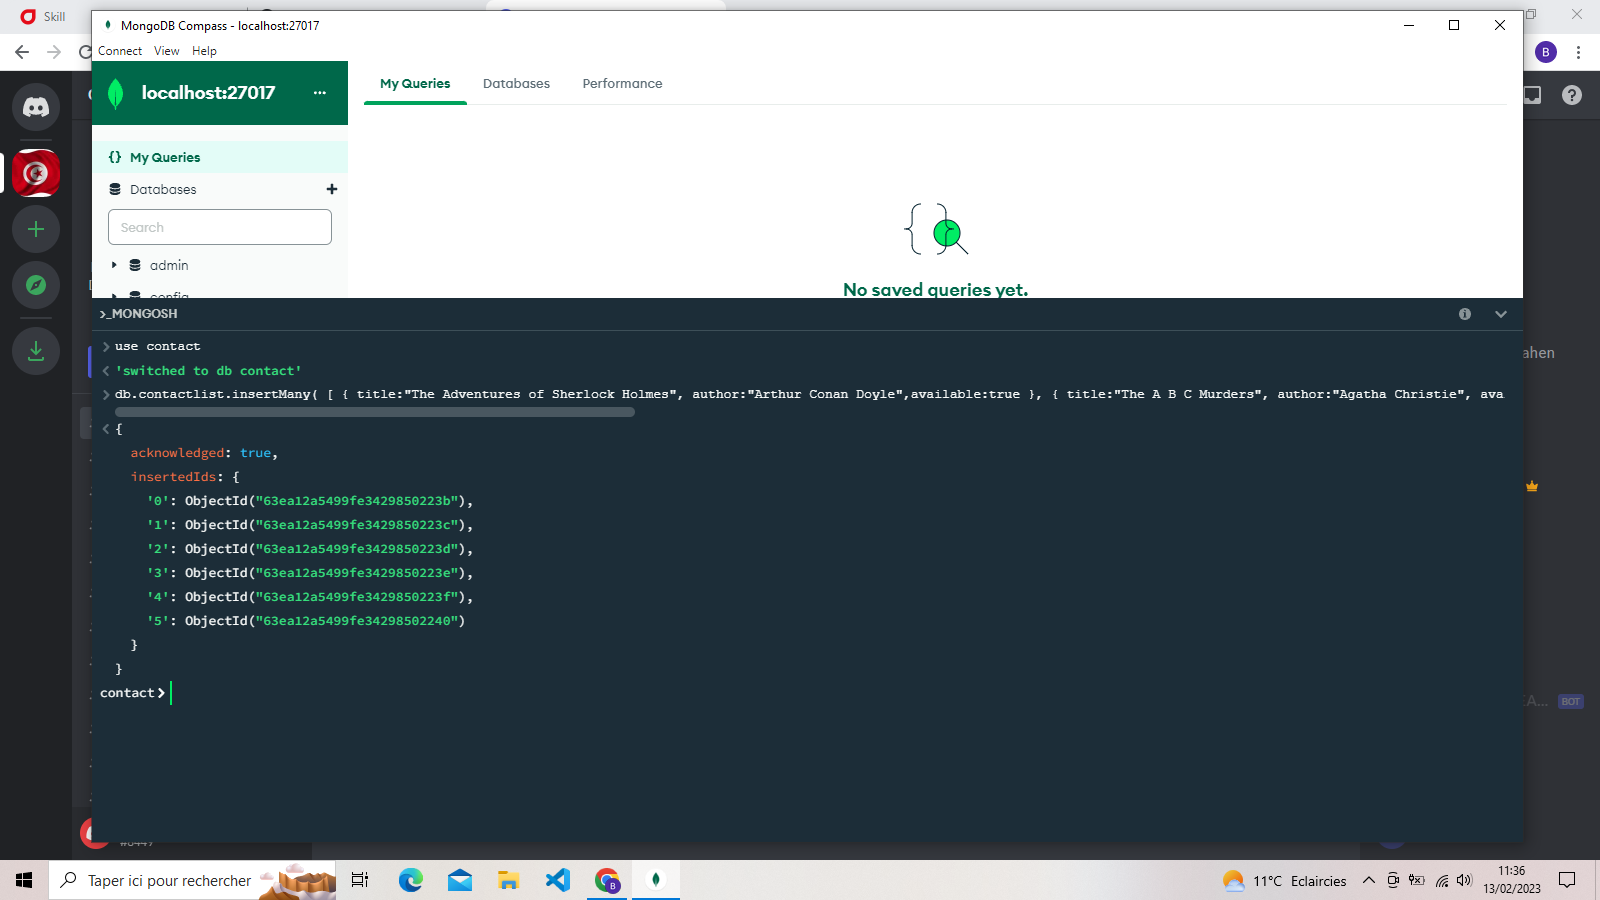 Skill
MongoDB Compass - localhost:27017
Connect View Help
localhost:27017 ...
My Queries Databases Performance
{} My Queries
Databases +
Search
admin
config
No saved queries yet.
>_MONGOSH
use contact
'switched to db contact'
db.contactlist.insertMany( [ { title:"The Adventures of Sherlock Holmes", author:"Arthur Conan Doyle",available:true }, { title:"The A B C Murders", author:"Agatha Christie", ava
{
acknowledged: true,
insertedIds: {
'0': ObjectId("63ea12a5499fe3429850223b"),
'1': ObjectId("63ea12a5499fe3429850223c"),
'2': ObjectId("63ea12a5499fe3429850223d"),
'3': ObjectId("63ea12a5499fe3429850223e"),
'4': ObjectId("63ea12a5499fe3429850223f"),
'5': ObjectId("63ea12a5499fe34298502240")
}
}
contact>
B
ahen
EA...
BOT
Taper ici pour rechercher
B
11°C Eclaircies
11:36
13/02/2023